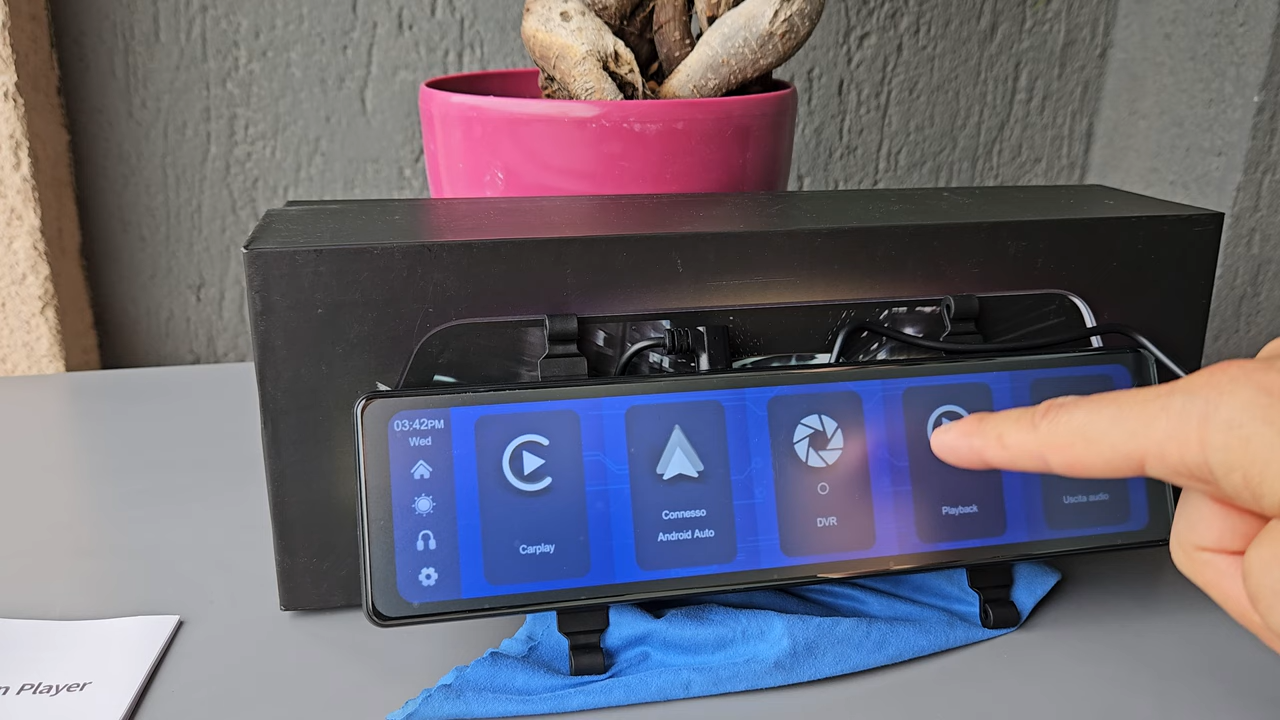 03:42PM
Wed
Carplay
Connesso
Android Auto
DVR
Playback
Uscita audio
n Player